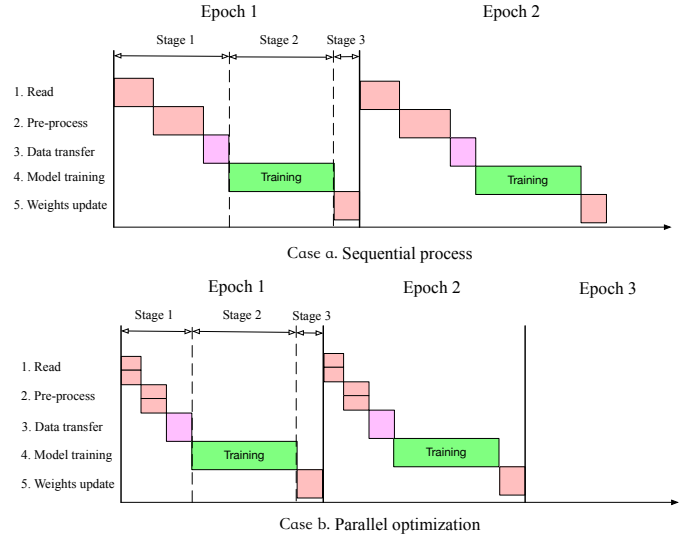 Epoch 1
Epoch 2
Stage 1
Stage 2
Stage 3
1. Read
2. Pre-process
3. Data transfer
4. Model training
Training
Training
5. Weights update
Case a. Sequential process
Epoch 1
Epoch 2
Epoch 3
Stage 1
Stage 2
Stage 3
1. Read
2. Pre-process
3. Data transfer
4. Model training
Training
Training
5. Weights update
Case b. Parallel optimization